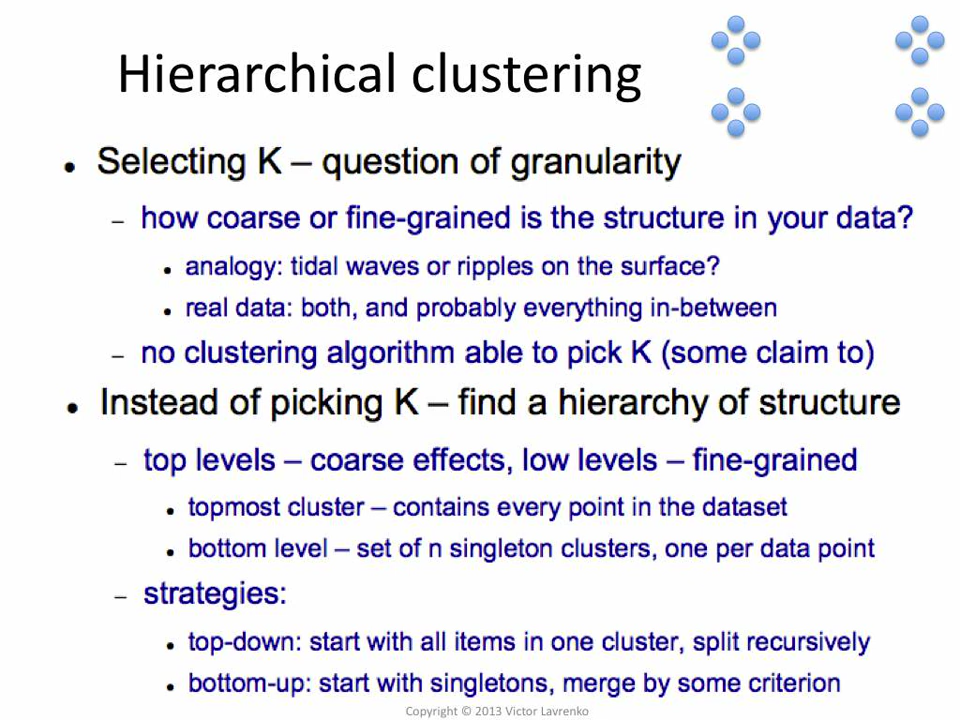 Hierarchical clustering
• Selecting K – question of granularity
– how coarse or fine-grained is the structure in your data?
• analogy: tidal waves or ripples on the surface?
• real data: both, and probably everything in-between
– no clustering algorithm able to pick K (some claim to)
• Instead of picking K – find a hierarchy of structure
– top levels – coarse effects, low levels – fine-grained
• topmost cluster – contains every point in the dataset
• bottom level – set of n singleton clusters, one per data point
– strategies:
• top-down: start with all items in one cluster, split recursively
• bottom-up: start with singletons, merge by some criterion
Copyright © 2013 Victor Lavrenko